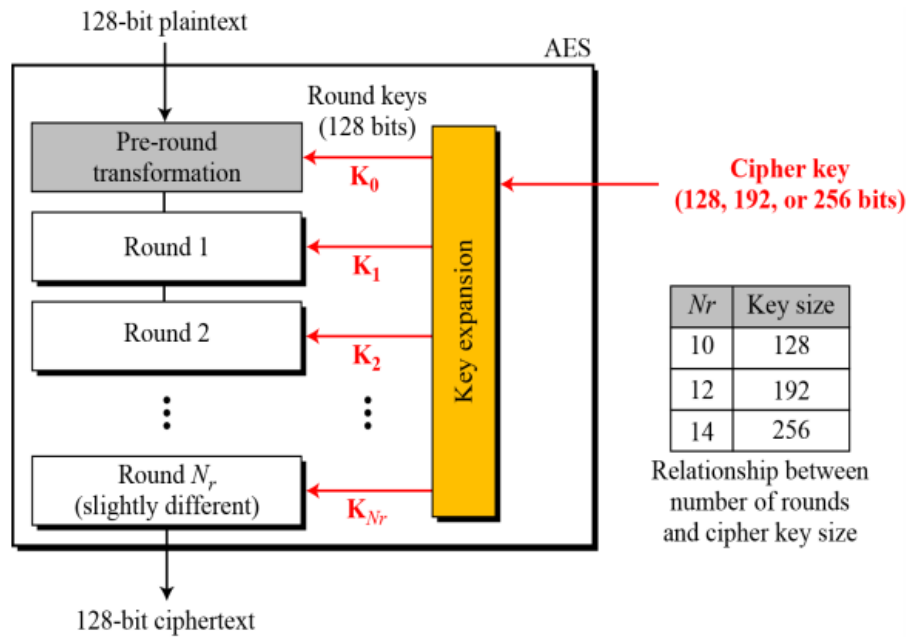 128-bit plaintext
AES
Round keys
(128 bits)
Pre-round
transformation
K0
Cipher key
(128, 192, or 256 bits)
Round 1
K1
Key expansion
Round 2
K2
Nr Key size
10 128
12 192
14 256
Relationship between
number of rounds
and cipher key size
Round Nr
(slightly different)
KNr
128-bit ciphertext